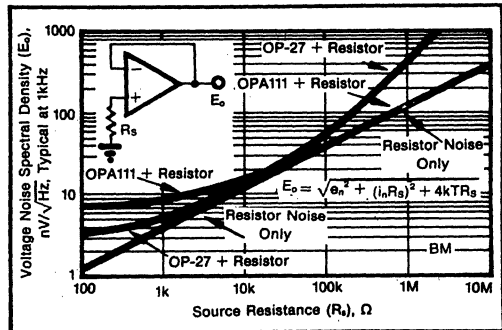 Voltage Noise Spectral Density (Eₒ),
nV/√Hz, Typical at 1kHz
1000
100
10
1
OP-27 + Resistor
OPA111 + Resistor
Eₒ
Rₛ
Resistor Noise
Only
OPA111 + Resistor
Eₒ = √eₙ² + (iₙRₛ)² + 4kTRₛ
Resistor Noise
Only
OP-27 + Resistor
BM
100
1k
10k
100k
1M
10M
Source Resistance (Rₛ), Ω